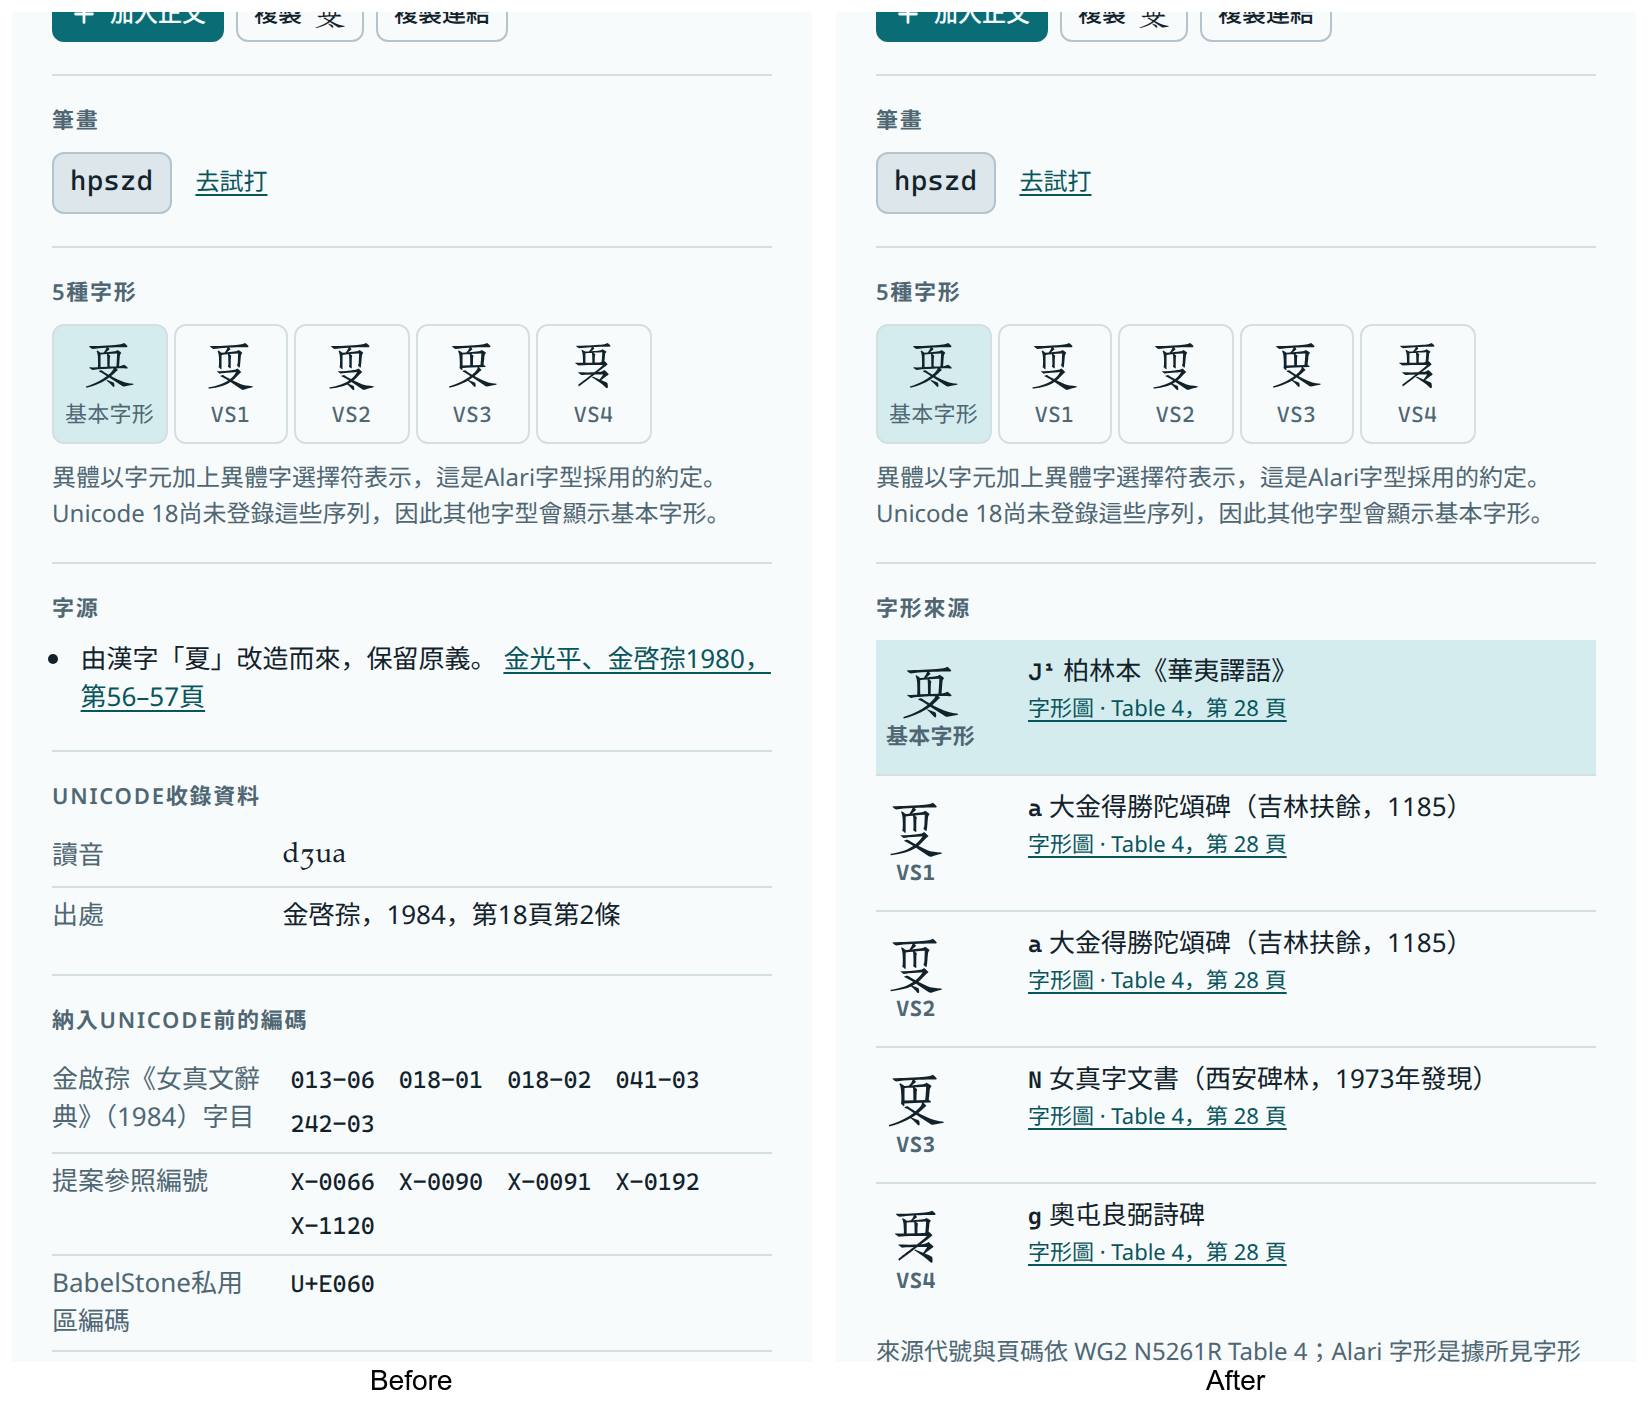 + 加入正文 複製 複製連結
筆畫
hpszd 去試打
5種字形
基本字形 VS1 VS2 VS3 VS4
異體以字元加上異體字選擇符表示，這是Alari字型採用的約定。
Unicode 18尚未登錄這些序列，因此其他字型會顯示基本字形。
字源
• 由漢字「夏」改造而來，保留原義。 金光平、金啓孮1980，
第56–57頁
UNICODE收錄資料
讀音 dʒua
出處 金啓孮，1984，第18頁第2條
納入UNICODE前的編碼
金啟孮《女真文辭
典》（1984）字目
013-06 018-01 018-02 041-03
242-03
提案參照編號 X-0066 X-0090 X-0091 X-0192
X-1120
BabelStone私用
區編碼
U+E060
Before
+ 加入正文 複製 複製連結
筆畫
hpszd 去試打
5種字形
基本字形 VS1 VS2 VS3 VS4
異體以字元加上異體字選擇符表示，這是Alari字型採用的約定。
Unicode 18尚未登錄這些序列，因此其他字型會顯示基本字形。
字形來源
J¹ 柏林本《華夷譯語》
字形圖 · Table 4，第 28 頁
基本字形
a 大金得勝陀頌碑（吉林扶餘，1185）
字形圖 · Table 4，第 28 頁
VS1
a 大金得勝陀頌碑（吉林扶餘，1185）
字形圖 · Table 4，第 28 頁
VS2
N 女真字文書（西安碑林，1973年發現）
字形圖 · Table 4，第 28 頁
VS3
g 奧屯良弼詩碑
字形圖 · Table 4，第 28 頁
VS4
來源代號與頁碼依 WG2 N5261R Table 4；Alari 字形是據所見字形
After